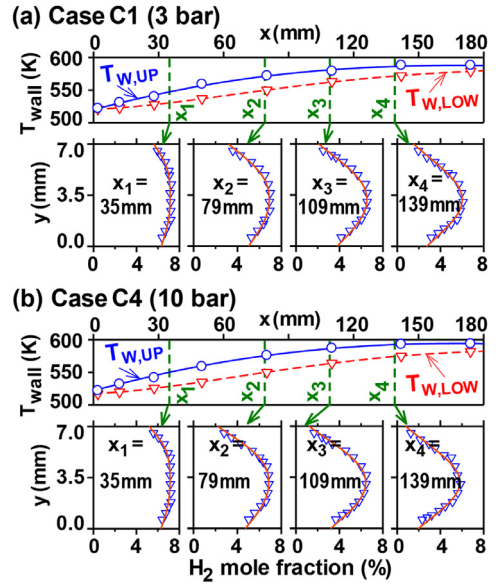 (a) Case C1 (3 bar)
0 30 60 x (mm) 120 140 180
600
550
500
T_wall (K)
T_W,UP
T_W,LOW
x₁ x₂ x₃ x₄
7.0
3.5
0.0
y (mm)
x₁ = 35mm
x₂ = 79mm
x₃ = 109mm
x₄ = 139mm
0 4 8 0 4 8 0 4 8 0 4 8
(b) Case C4 (10 bar)
0 30 60 x (mm) 120 140 180
600
550
500
T_wall (K)
T_W,UP
T_W,LOW
x₁ x₂ x₃ x₄
7.0
3.5
0.0
y (mm)
x₁ = 35mm
x₂ = 79mm
x₃ = 109mm
x₄ = 139mm
0 4 8 0 4 8 0 4 8 0 4 8
H₂ mole fraction (%)